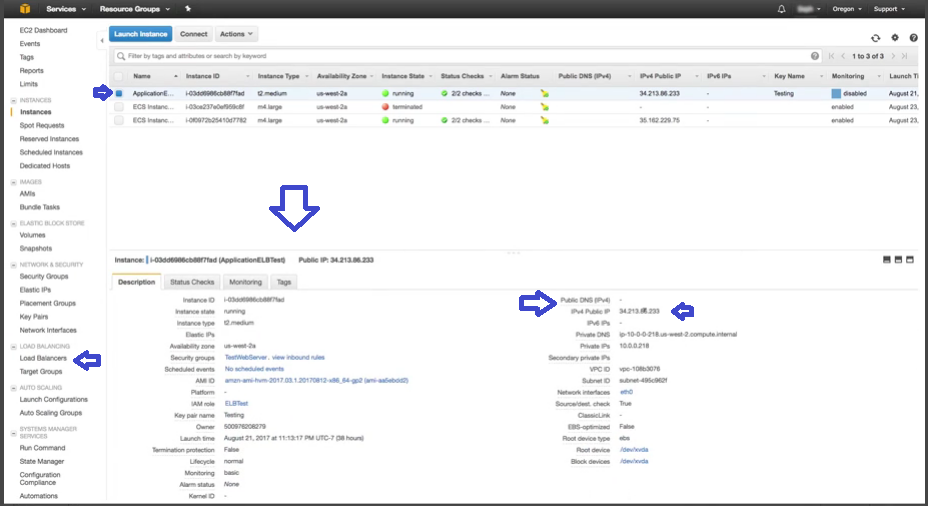 Services Resource Groups Oregon Support
EC2 Dashboard
Events
Tags
Reports
Limits
INSTANCES
Instances
Spot Requests
Reserved Instances
Scheduled Instances
Dedicated Hosts
IMAGES
AMIs
Bundle Tasks
ELASTIC BLOCK STORE
Volumes
Snapshots
NETWORK & SECURITY
Security Groups
Elastic IPs
Placement Groups
Key Pairs
Network Interfaces
LOAD BALANCING
Load Balancers
Target Groups
AUTO SCALING
Launch Configurations
Auto Scaling Groups
SYSTEMS MANAGER
SERVICES
Run Command
State Manager
Configuration
Compliance
Automations
Launch Instance Connect Actions
Filter by tags and attributes or search by keyword 1 to 3 of 3
Name Instance ID Instance Type Availability Zone Instance State Status Checks Alarm Status Public DNS (IPv4) IPv4 Public IP IPv6 IPs Key Name Monitoring Launch Ti
ApplicationE... i-03dd6986cb88f7fad t2.medium us-west-2a running 2/2 checks ... None 34.213.86.233 - Testing disabled August 21,
ECS Instanc... i-03ce237e0ef959c8f m4.large us-west-2a terminated None - - enabled August 23,
ECS Instanc... i-0f0972b25410d7782 m4.large us-west-2a running 2/2 checks ... None 35.162.229.75 - enabled August 23,
Instance: i-03dd6986cb88f7fad (ApplicationELBTest) Public IP: 34.213.86.233
Description Status Checks Monitoring Tags
Instance ID i-03dd6986cb88f7fad
Instance state running
Instance type t2.medium
Elastic IPs
Availability zone us-west-2a
Security groups TestWebServer. view inbound rules
Scheduled events No scheduled events
AMI ID amzn-ami-hvm-2017.03.1.20170812-x86_64-gp2 (ami-aa5ebdd2)
Platform -
IAM role ELBTest
Key pair name Testing
Owner 500976208279
Launch time August 21, 2017 at 11:13:17 PM UTC-7 (38 hours)
Termination protection False
Lifecycle normal
Monitoring basic
Alarm status None
Kernel ID -
Public DNS (IPv4) -
IPv4 Public IP 34.213.86.233
IPv6 IPs -
Private DNS ip-10-0-0-218.us-west-2.compute.internal
Private IPs 10.0.0.218
Secondary private IPs
VPC ID vpc-108b3076
Subnet ID subnet-495c962f
Network interfaces eth0
Source/dest. check True
ClassicLink -
EBS-optimized False
Root device type ebs
Root device /dev/xvda
Block devices /dev/xvda